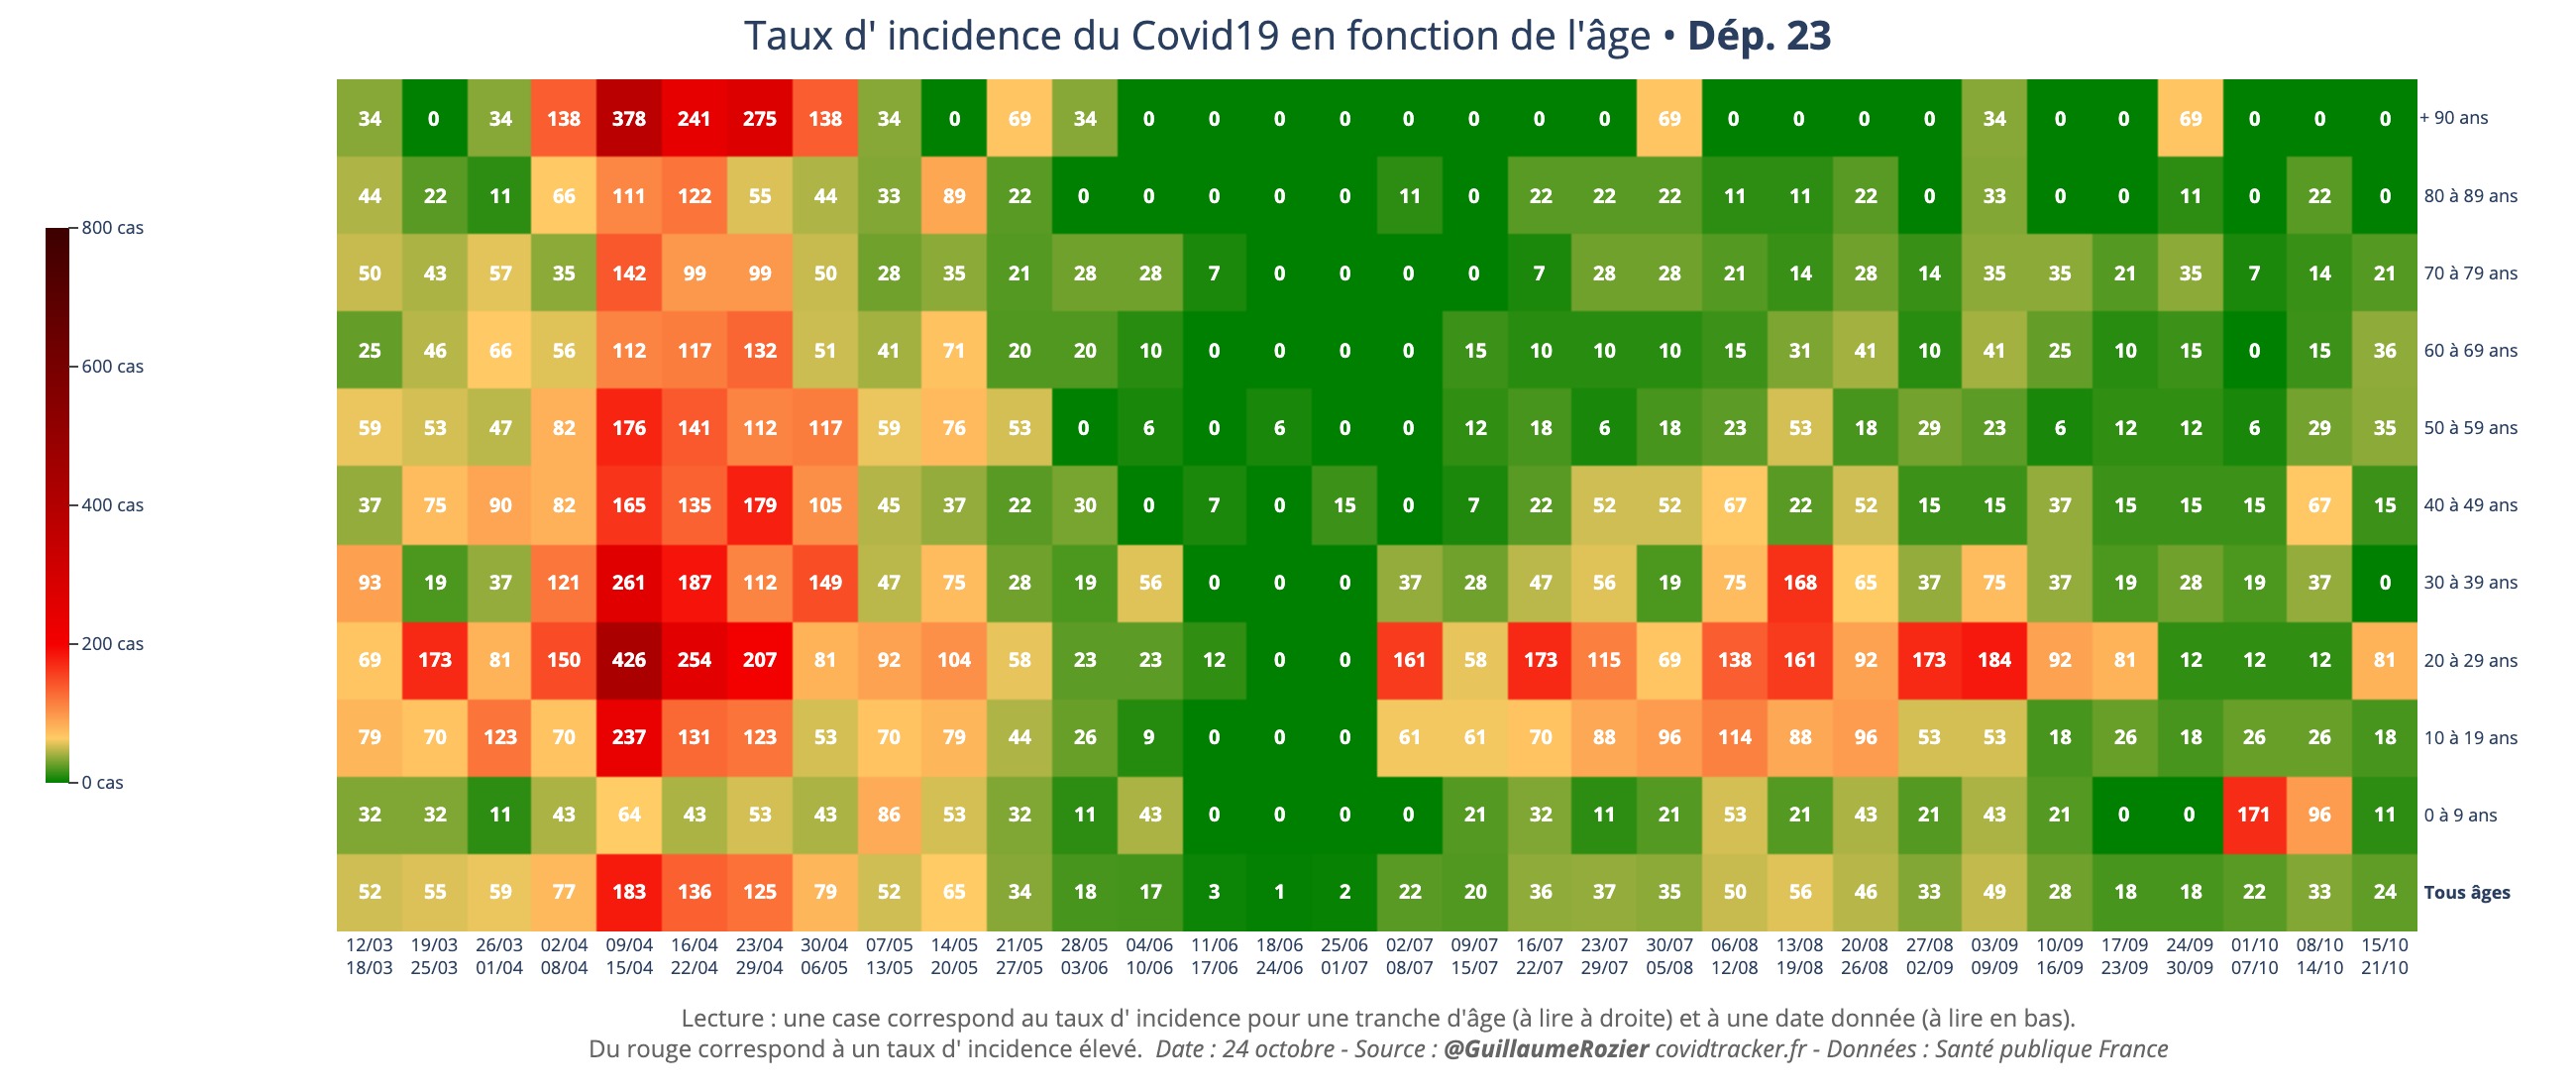 Taux d' incidence du Covid19 en fonction de l'âge • Dép. 23
34 0 34 138 378 241 275 138 34 0 69 34 0 0 0 0 0 0 0 0 69 0 0 0 0 34 0 0 69 0 0 0 + 90 ans
44 22 11 66 111 122 55 44 33 89 22 0 0 0 0 0 11 0 22 22 22 11 11 22 0 33 0 0 11 0 22 0 80 à 89 ans
50 43 57 35 142 99 99 50 28 35 21 28 28 7 0 0 0 0 7 28 28 21 14 28 14 35 35 21 35 7 14 21 70 à 79 ans
25 46 66 56 112 117 132 51 41 71 20 20 10 0 0 0 0 15 10 10 10 15 31 41 10 41 25 10 15 0 15 36 60 à 69 ans
59 53 47 82 176 141 112 117 59 76 53 0 6 0 6 0 0 12 18 6 18 23 53 18 29 23 6 12 12 6 29 35 50 à 59 ans
37 75 90 82 165 135 179 105 45 37 22 30 0 7 0 15 0 7 22 52 52 67 22 52 15 15 37 15 15 15 67 15 40 à 49 ans
93 19 37 121 261 187 112 149 47 75 28 19 56 0 0 0 37 28 47 56 19 75 168 65 37 75 37 19 28 19 37 0 30 à 39 ans
69 173 81 150 426 254 207 81 92 104 58 23 23 12 0 0 161 58 173 115 69 138 161 92 173 184 92 81 12 12 12 81 20 à 29 ans
79 70 123 70 237 131 123 53 70 79 44 26 9 0 0 0 61 61 70 88 96 114 88 96 53 53 18 26 18 26 26 18 10 à 19 ans
32 32 11 43 64 43 53 43 86 53 32 11 43 0 0 0 0 21 32 11 21 53 21 43 21 43 21 0 0 171 96 11 0 à 9 ans
52 55 59 77 183 136 125 79 52 65 34 18 17 3 1 2 22 20 36 37 35 50 56 46 33 49 28 18 18 22 33 24 Tous âges
12/03 19/03 26/03 02/04 09/04 16/04 23/04 30/04 07/05 14/05 21/05 28/05 04/06 11/06 18/06 25/06 02/07 09/07 16/07 23/07 30/07 06/08 13/08 20/08 27/08 03/09 10/09 17/09 24/09 01/10 08/10 15/10
18/03 25/03 01/04 08/04 15/04 22/04 29/04 06/05 13/05 20/05 27/05 03/06 10/06 17/06 24/06 01/07 08/07 15/07 22/07 29/07 05/08 12/08 19/08 26/08 02/09 09/09 16/09 23/09 30/09 07/10 14/10 21/10
800 cas
600 cas
400 cas
200 cas
0 cas
Lecture : une case correspond au taux d' incidence pour une tranche d'âge (à lire à droite) et à une date donnée (à lire en bas).
Du rouge correspond à un taux d' incidence élevé. Date : 24 octobre - Source : @GuillaumeRozier covidtracker.fr - Données : Santé publique France